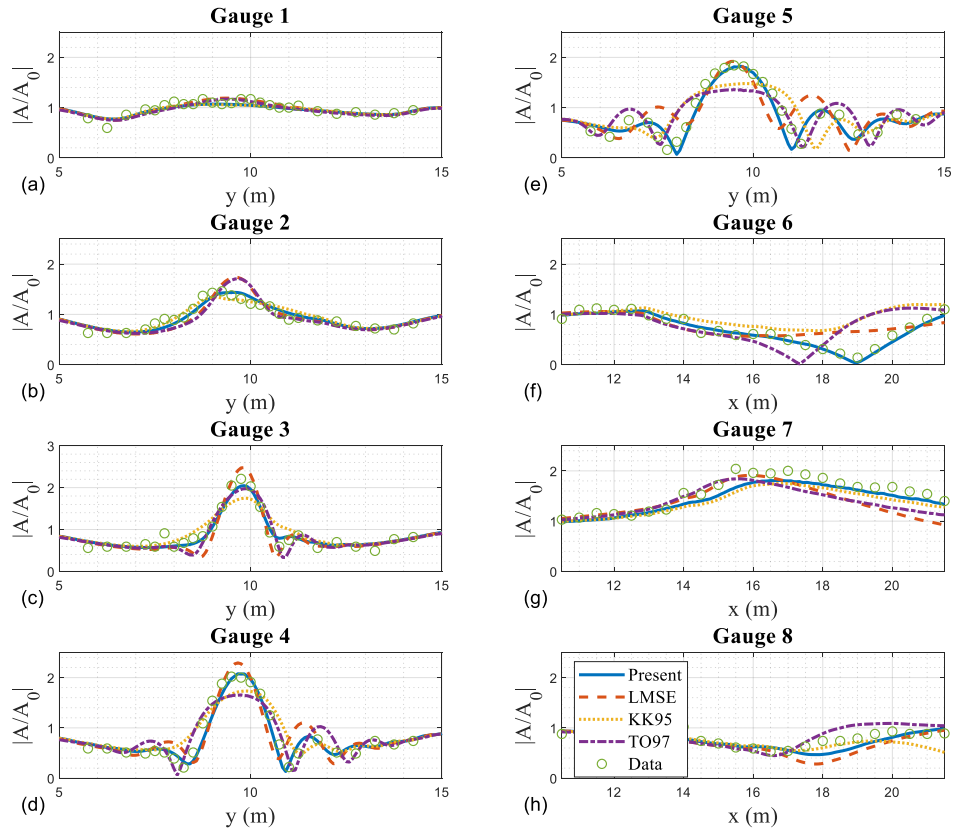 Gauge 1
|A/A0|
2
1
0
5
10
15
(a)
y (m)
Gauge 2
|A/A0|
2
1
0
5
10
15
(b)
y (m)
Gauge 3
|A/A0|
3
2
1
0
5
10
15
(c)
y (m)
Gauge 4
|A/A0|
2
1
0
5
10
15
(d)
y (m)
Gauge 5
|A/A0|
2
1
0
5
10
15
(e)
y (m)
Gauge 6
|A/A0|
2
1
0
12
14
16
18
20
(f)
x (m)
Gauge 7
|A/A0|
2
1
0
12
14
16
18
20
(g)
x (m)
Gauge 8
|A/A0|
2
1
0
Present
LMSE
KK95
TO97
Data
12
14
16
18
20
(h)
x (m)